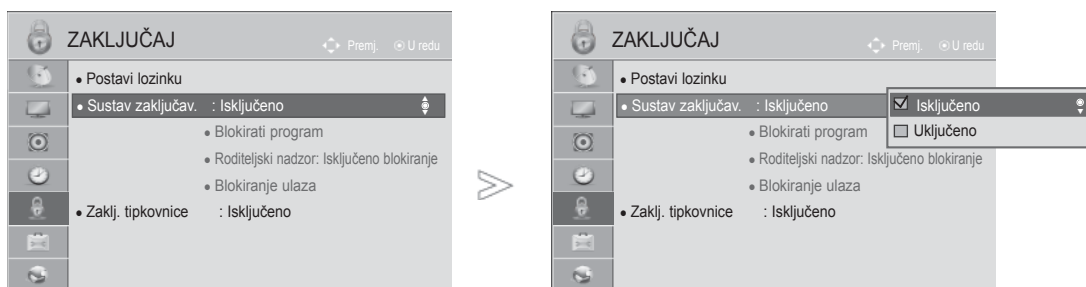 ZAKLJUČAJ
Premj. U redu
• Postavi lozinku
• Sustav zaključav. : Isključeno
• Blokirati program
• Roditeljski nadzor: Isključeno blokiranje
• Blokiranje ulaza
• Zaklj. tipkovnice : Isključeno
ZAKLJUČAJ
Premj. U redu
• Postavi lozinku
• Sustav zaključav. : Isključeno
Isključeno
Uključeno
• Blokirati program
• Roditeljski nadzor: Isključeno blokiranje
• Blokiranje ulaza
• Zaklj. tipkovnice : Isključeno